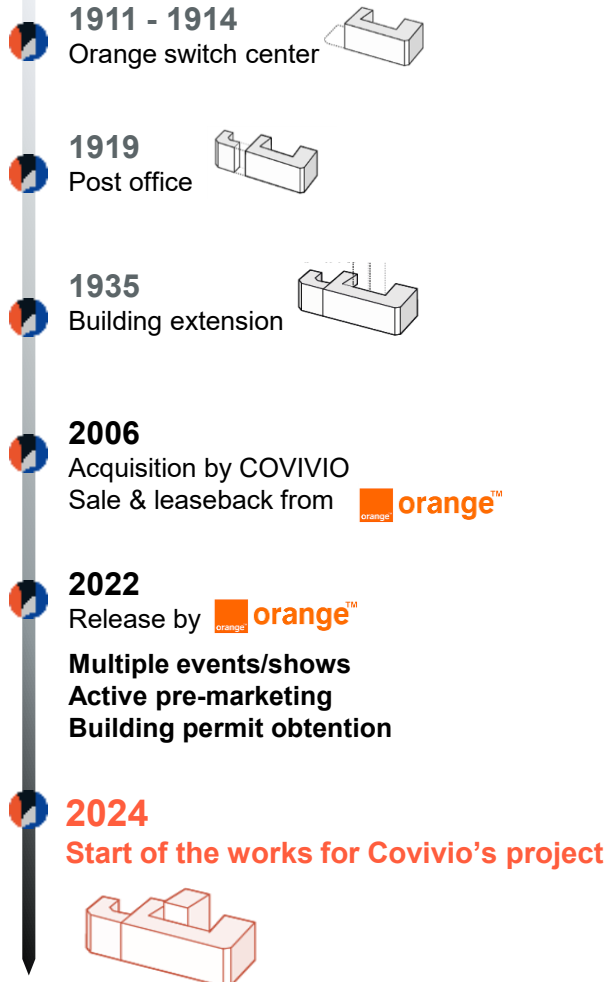 1911 - 1914
Orange switch center
1919
Post office
1935
Building extension
2006
Acquisition by COVIVIO
Sale & leaseback from orange™ orange™
2022
Release by orange™ orange™
Multiple events/shows
Active pre-marketing
Building permit obtention
2024
Start of the works for Covivio’s project